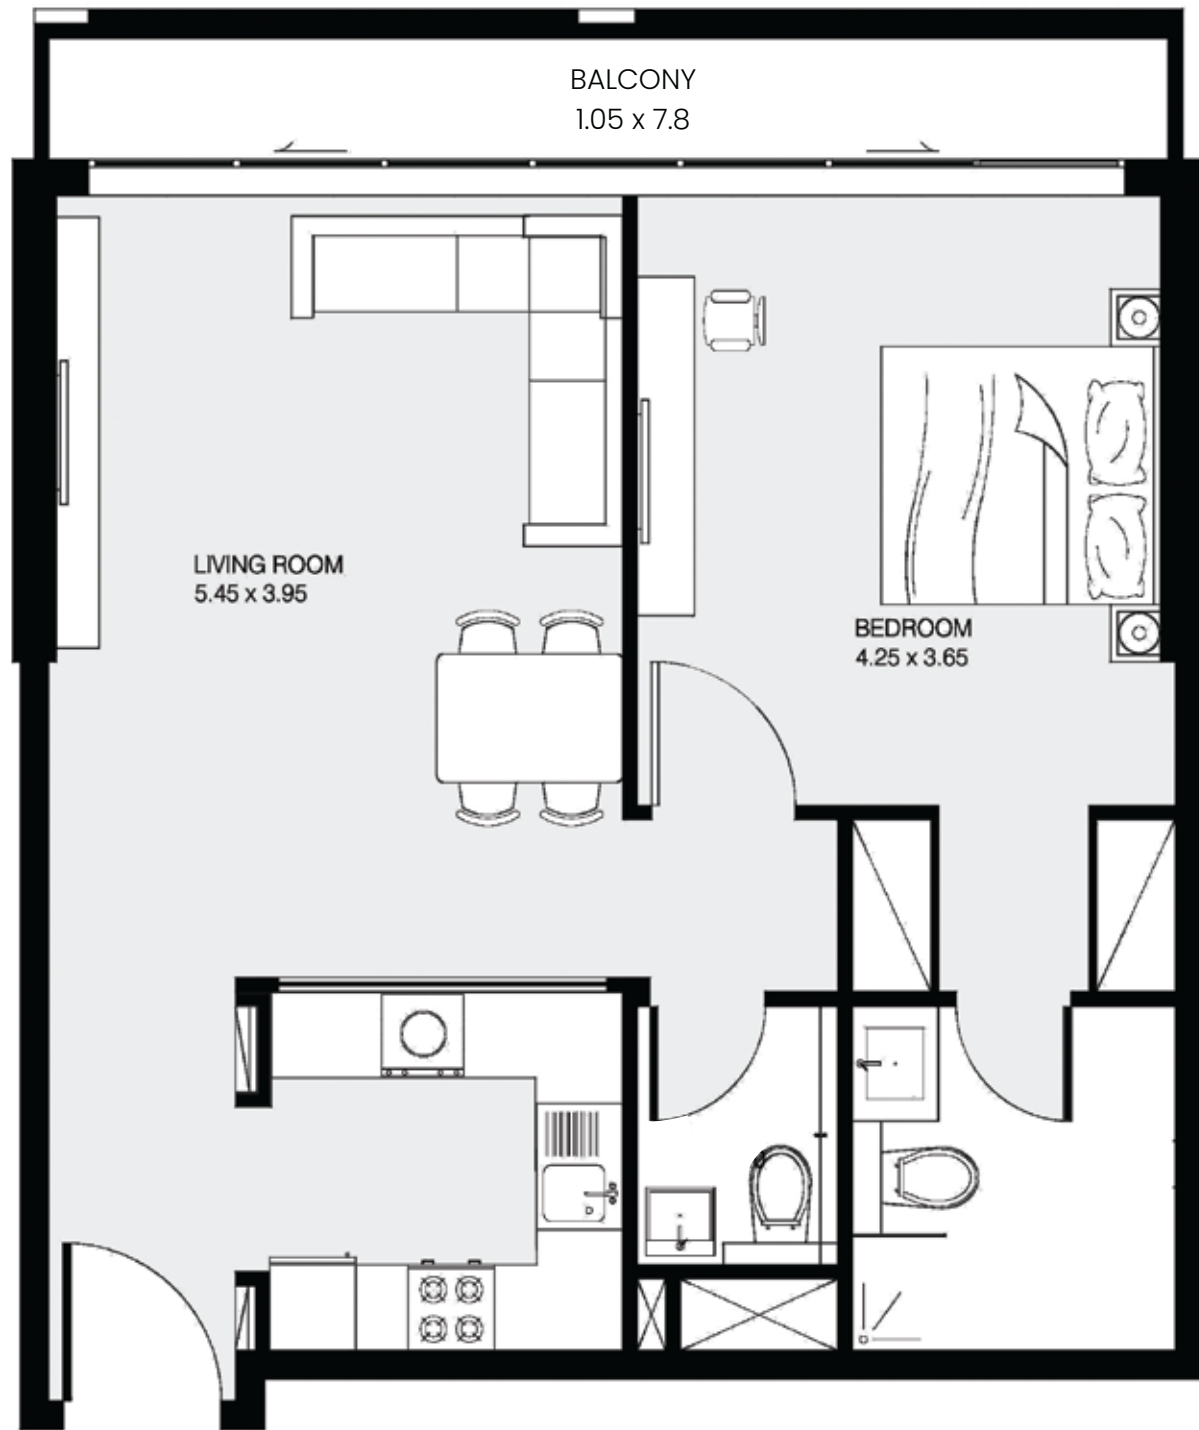 BALCONY
1.05 x 7.8
LIVING ROOM
5.45 x 3.95
BEDROOM
4.25 x 3.65